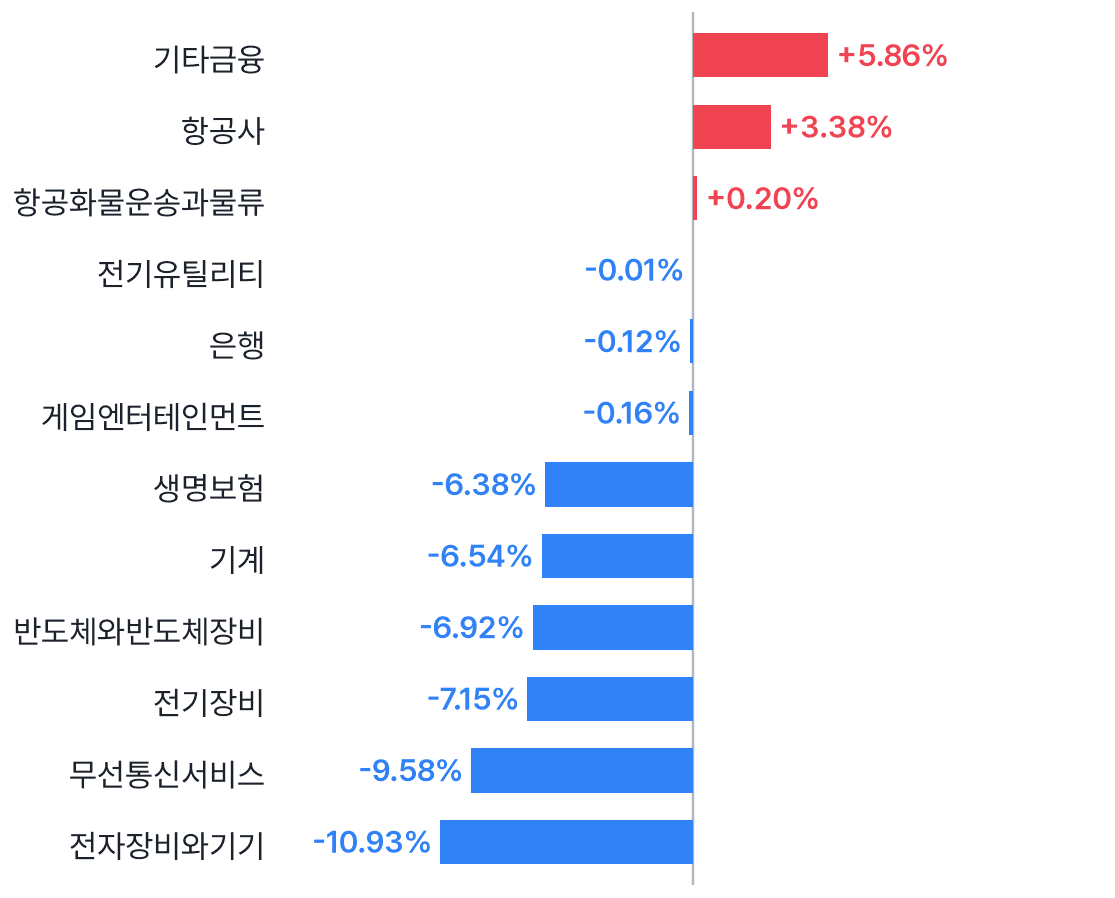 기타금융 +5.86%
항공사 +3.38%
항공화물운송과물류 +0.20%
전기유틸리티 -0.01%
은행 -0.12%
게임엔터테인먼트 -0.16%
생명보험 -6.38%
기계 -6.54%
반도체와반도체장비 -6.92%
전기장비 -7.15%
무선통신서비스 -9.58%
전자장비와기기 -10.93%